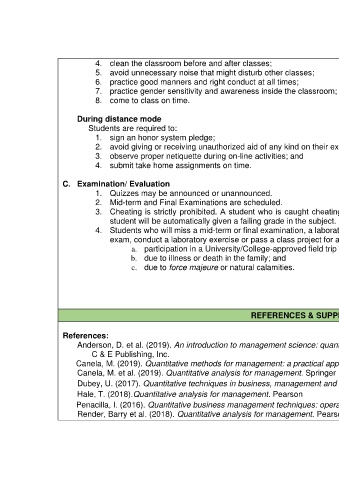 4. clean the classroom before and after classes;
5. avoid unnecessary noise that might disturb other classes;
6. practice good manners and right conduct at all times;
7. practice gender sensitivity and awareness inside the classroom;
8. come to class on time.
During distance mode
Students are required to:
1. sign an honor system pledge;
2. avoid giving or receiving unauthorized aid of any kind on their ex
3. observe proper netiquette during on-line activities; and
4. submit take home assignments on time.
C. Examination/ Evaluation
1. Quizzes may be announced or unannounced.
2. Mid-term and Final Examinations are scheduled.
3. Cheating is strictly prohibited. A student who is caught cheating
student will be automatically given a failing grade in the subject.
4. Students who will miss a mid-term or final examination, a laborat
exam, conduct a laboratory exercise or pass a class project for a
a. participation in a University/College-approved field trip
b. due to illness or death in the family; and
c. due to force majeure or natural calamities.
REFERENCES & SUPP
References:
Anderson, D. et al. (2019). An introduction to management science: quan
C & E Publishing, Inc.
Canela, M. (2019). Quantitative methods for management: a practical app
Canela, M. et al. (2019). Quantitative analysis for management. Springer
Dubey, U. (2017). Quantitative techniques in business, management and
Hale, T. (2018).Quantitative analysis for management. Pearson
Penacilla, I. (2016). Quantitative business management techniques: opera
Render, Barry et al. (2018). Quantitative analysis for management. Pears